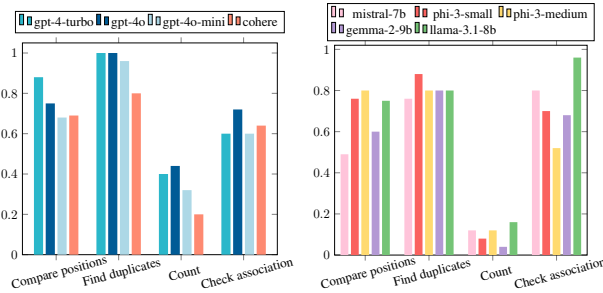 gpt-4-turbo gpt-4o gpt-4o-mini cohere
1
0.8
0.6
0.4
0.2
0
Compare positions Find duplicates Count Check association
mistral-7b phi-3-small phi-3-medium
gemma-2-9b llama-3.1-8b
1
0.8
0.6
0.4
0.2
0
Compare positions Find duplicates Count Check association